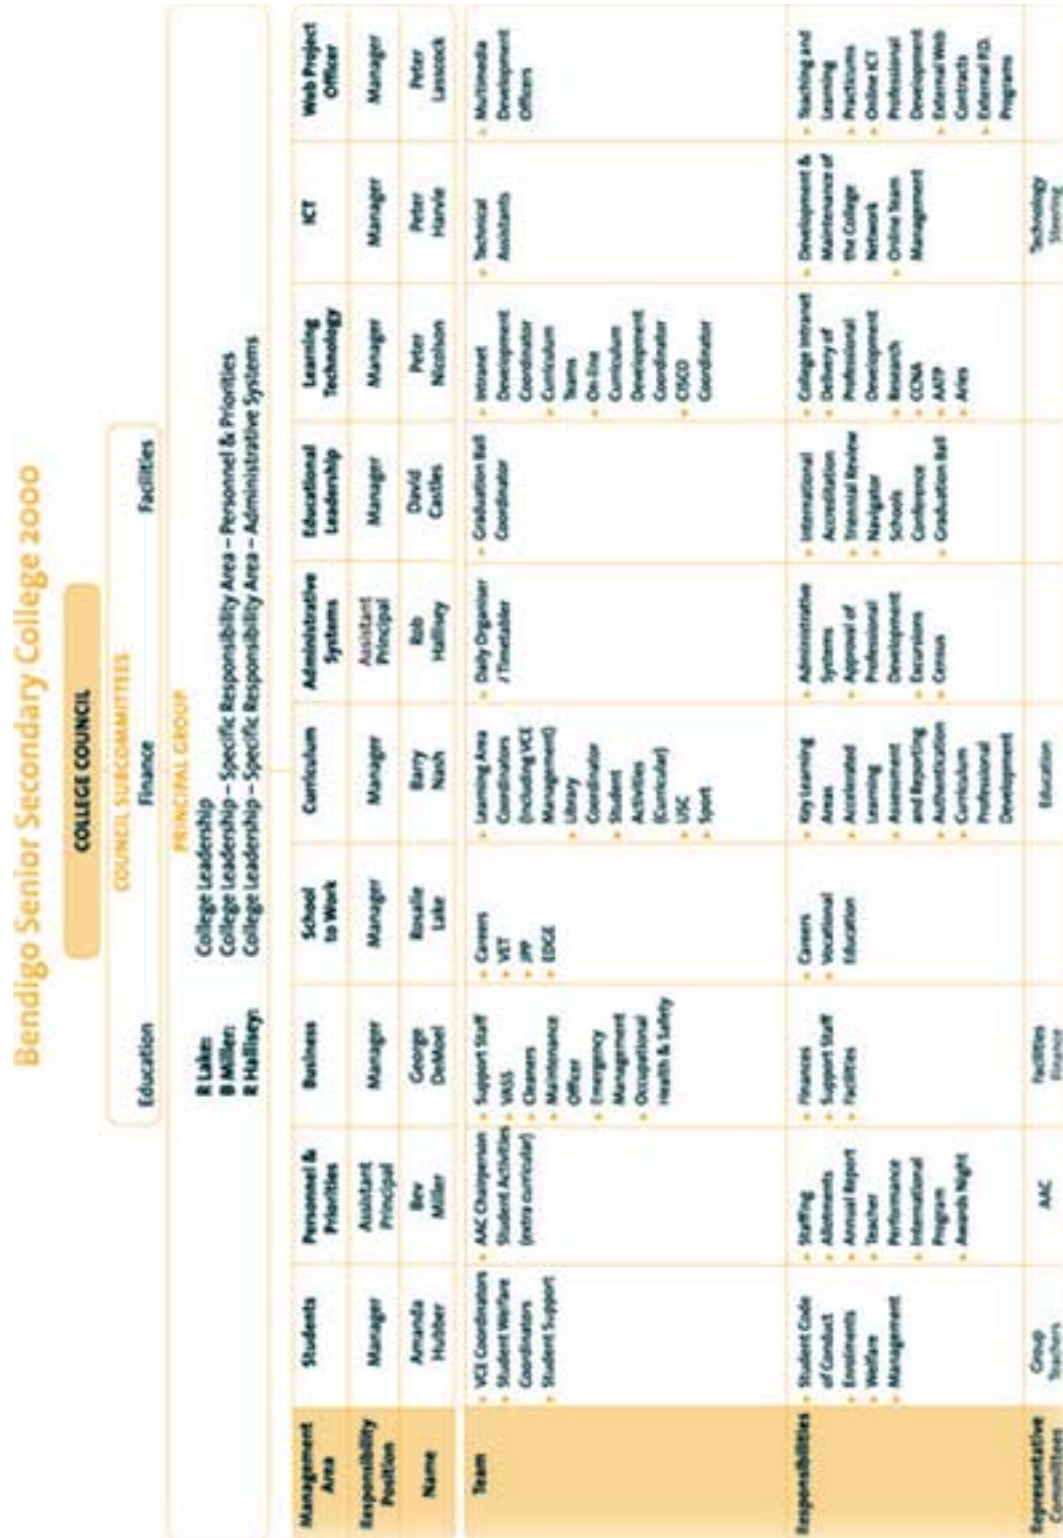 Bendigo Senior Secondary College 2000
COLLEGE COUNCIL
COUNCIL SUBCOMMITTEES
Education Finance Facilities
PRINCIPAL GROUP
R Lake: College Leadership
B Miller: College Leadership – Specific Responsibility Area – Personnel & Priorities
R Hallisey: College Leadership – Specific Responsibility Area – Administrative Systems
Management
Area
Students
Personnel &
Priorities
Business
School
to Work
Curriculum
Administrative
Systems
Educational
Leadership
Learning
Technology
ICT
Web Project
Officer
Responsibility
Position
Manager
Assistant
Principal
Manager
Manager
Manager
Assistant
Principal
Manager
Manager
Manager
Manager
Name
Amanda
Hubber
Bev
Miller
George
DeMoel
Rosalie
Lake
Barry
Nash
Rob
Hallisey
David
Castles
Peter
Nicolson
Peter
Harvie
Peter
Lasscock
Team
VCE Coordinators
Student Welfare
Coordinators
Student Support
AAC Chairperson
Student Activities
(extra curricular)
Support Staff
VASS
Cleaners
Maintenance
Officer
Emergency
Management
Occupational
Health & Safety
Careers
VET
JPP
EDGE
Learning Area
Coordinators
(including VCE
Management)
Library
Coordinator
Student
Activities
(Curricular)
USC
Sport
Daily Organiser
/ Timetabler
Graduation Ball
Coordinator
Intranet
Development
Coordinator
Curriculum
Teams
On-line
Curriculum
Development
Coordinator
CISCO
Coordinator
Technical
Assistants
Multimedia
Development
Officers
Responsibilities
Student Code
of Conduct
Enrolments
Welfare
Management
Staffing
Allotments
Annual Report
Teacher
Performance
International
Program
Awards Night
Finances
Support Staff
Facilites
Careers
Vocational
Education
Key Learning
Areas
Accelerated
Learning
Assessment
and Reporting
Authentication
Curriculum
Professional
Development
Administrative
Systems
Approval of
Professional
Development
Excursions
Census
International
Accreditation
Triennial Review
Navigator
Schools
Conference
Graduation Ball
College Intranet
Delivery of
Professional
Development
Research
CCNA
AATP
Aries
Development &
Maintenance of
the College
Network
Online Team
Management
Teaching and
Learning
Practicums
Online ICT
Professional
Development
External Web
Contracts
External P.D.
Programs
Representative
Committees
Group
Teachers
AAC
Facilities
Finance
Education
Technology
Steering